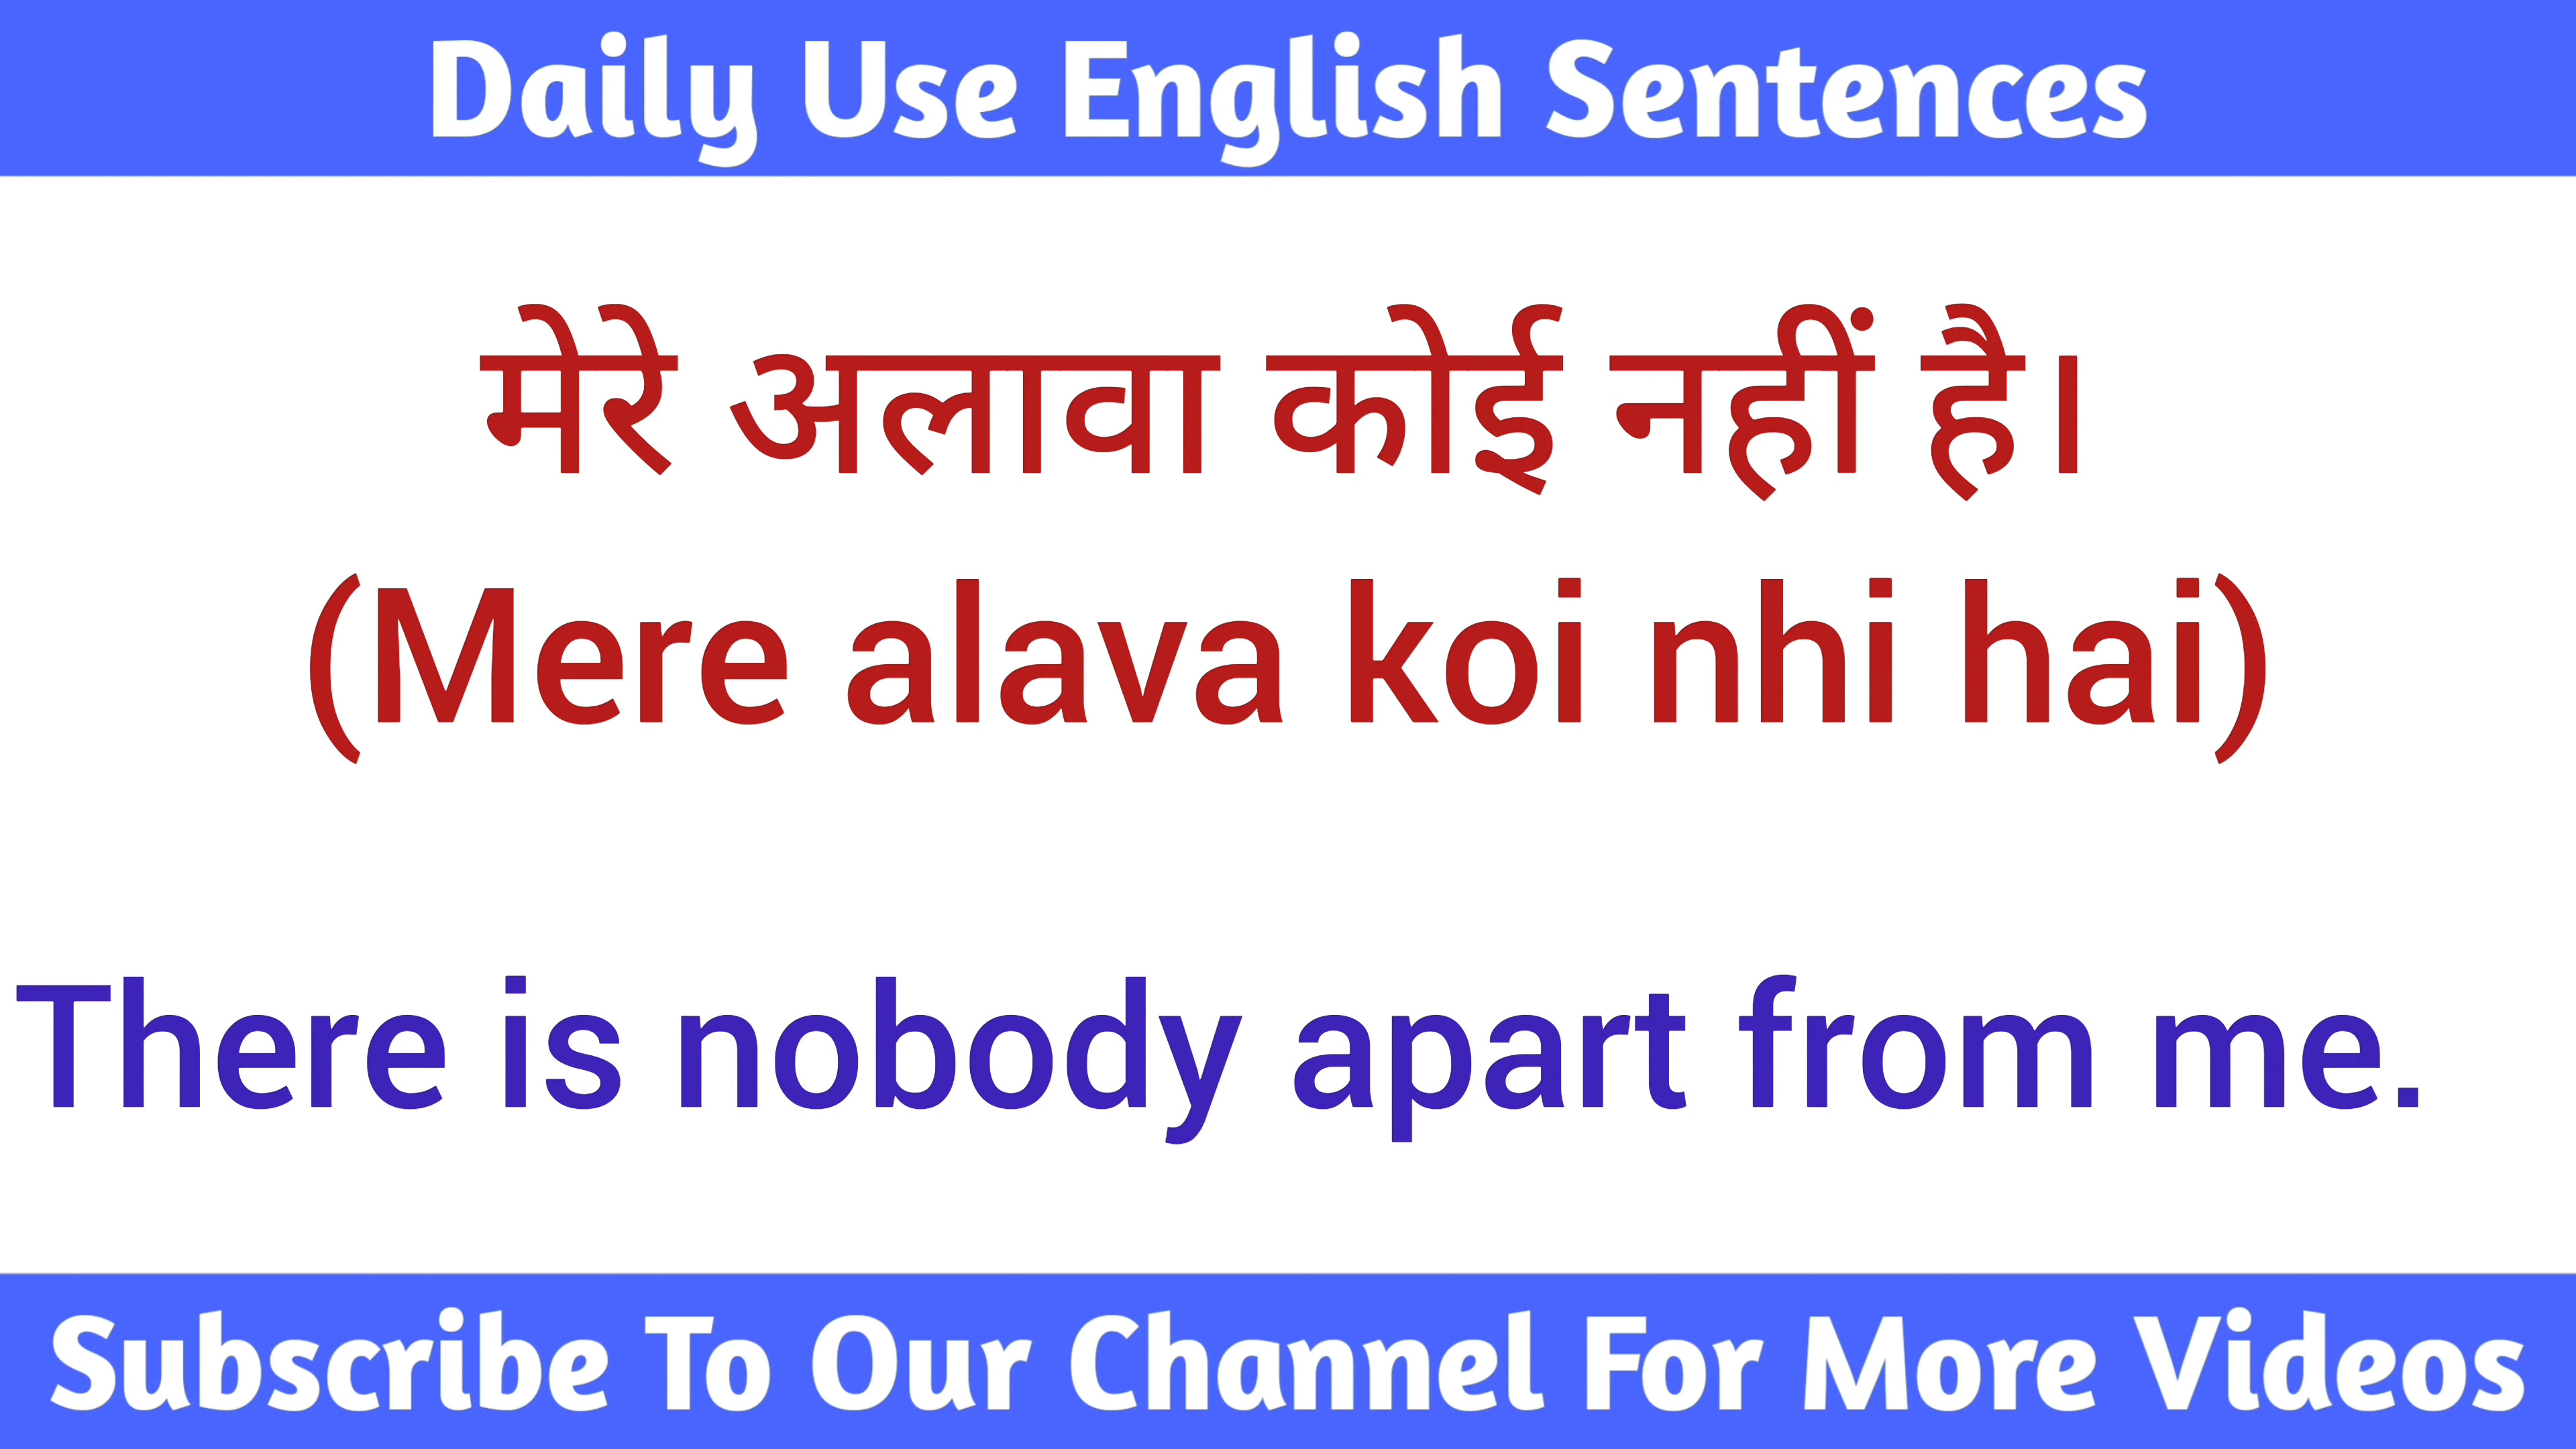 Daily Use English Sentences
मेरे अलावा कोई नहीं है।
(Mere alava koi nhi hai)
There is nobody apart from me.
Subscribe To Our Channel For More Videos